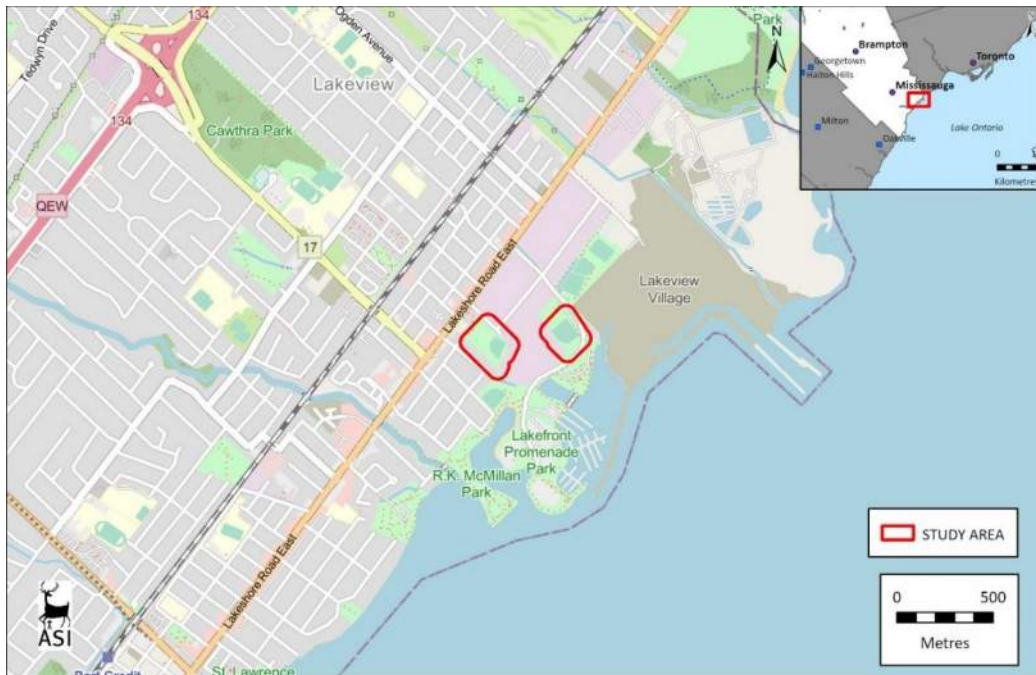 134
Tedwyn Drive
Ogden Avenue
Lakeview
134
Cawthra Park
QEW
17
Lakeshore Road East
Lakeview
Village
Lakefront
Promenade
Park
R.K. McMillan
Park
Lakeshore Road East
St. Lawrence
Port Credit
ASI
Park
N
Brampton
Georgetown
Halton Hills
Toronto
Mississauga
Milton
Oakville
Lake Ontario
0
Kilometres
STUDY AREA
0 500
Metres